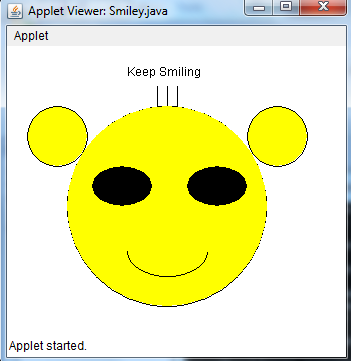 Applet Viewer: Smiley.java
Applet
Keep Smiling
Applet started.